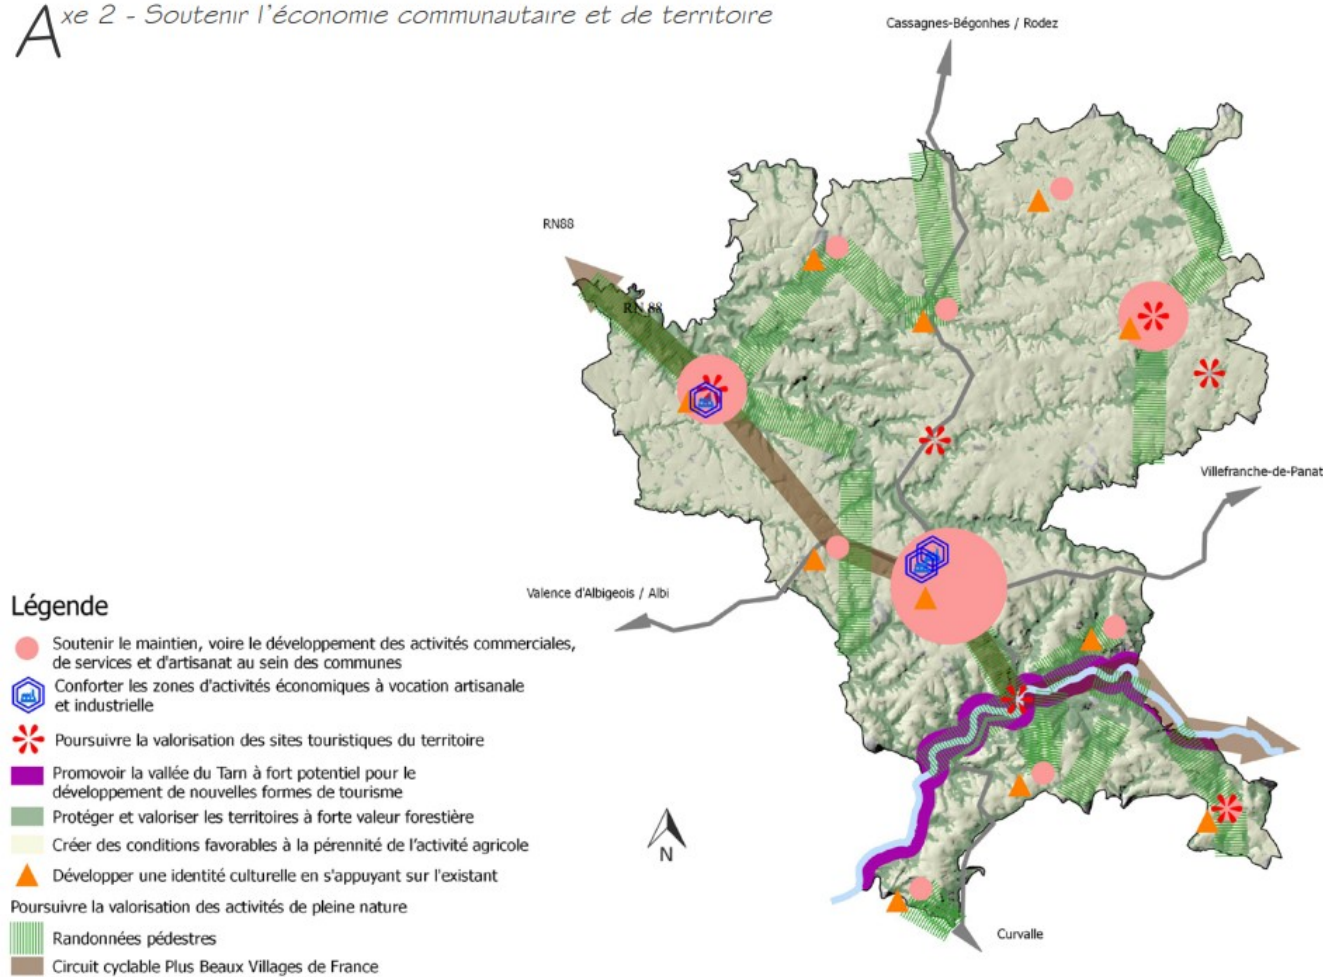 Axe 2 - Soutenir l'économie communautaire et de territoire
Cassagnes-Bégonhes / Rodez
RN88
RN 88
Villefranche-de-Panat
Valence d'Albigeois / Albi
Légende
Soutenir le maintien, voire le développement des activités commerciales,
de services et d'artisanat au sein des communes
Conforter les zones d'activités économiques à vocation artisanale
et industrielle
Poursuivre la valorisation des sites touristiques du territoire
Promovoir la vallée du Tarn à fort potentiel pour le
développement de nouvelles formes de tourisme
Protéger et valoriser les territoires à forte valeur forestière
Créer des conditions favorables à la pérennité de l'activité agricole
Développer une identité culturelle en s'appuyant sur l'existant
Poursuivre la valorisation des activités de pleine nature
Randonnées pédestres
Circuit cyclable Plus Beaux Villages de France
N
Curvalle